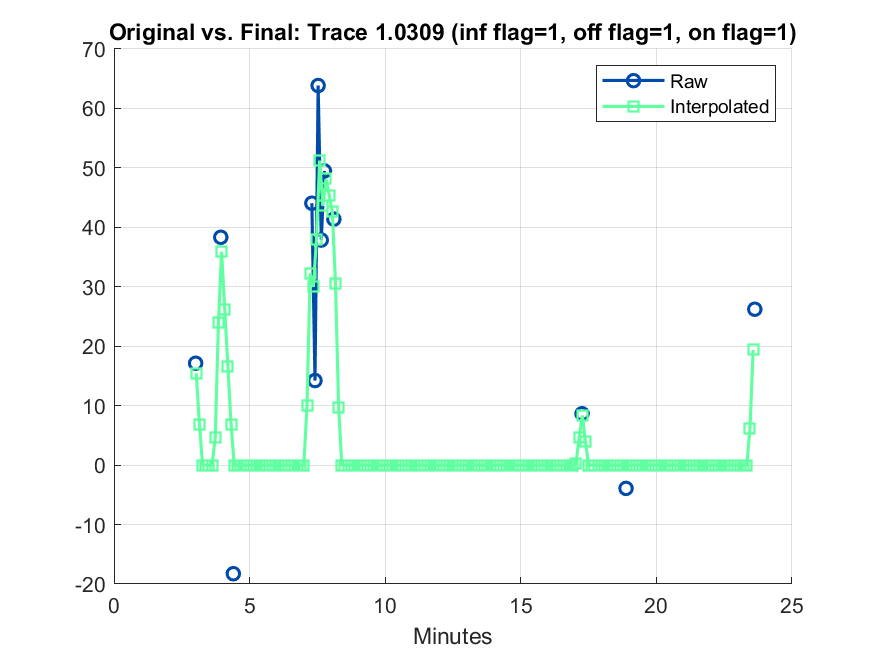 Original vs. Final: Trace 1.0309 (inf flag=1, off flag=1, on flag=1)
70
60
50
40
30
20
10
0
-10
-20
Raw
Interpolated
0 5 10 15 20 25
Minutes